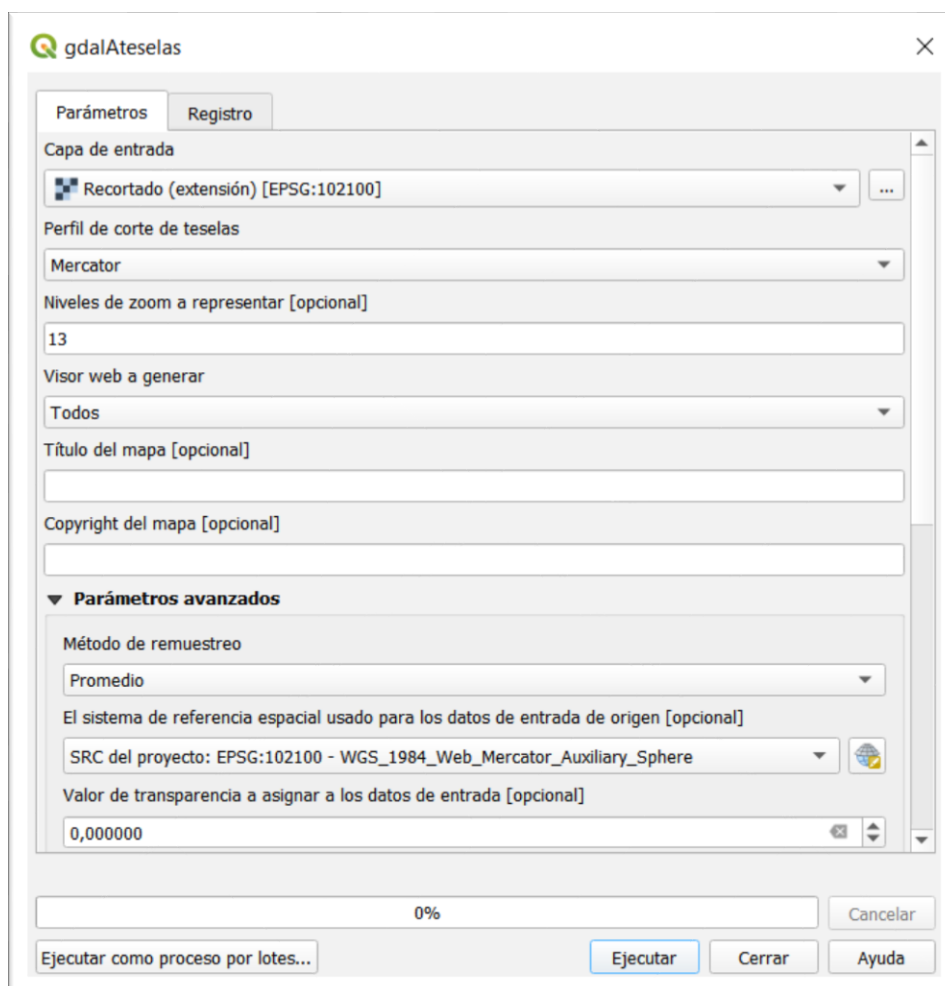 gdalAteselas
Parámetros
Registro
Capa de entrada
Recortado (extensión) [EPSG:102100]
...
Perfil de corte de teselas
Mercator
Niveles de zoom a representar [opcional]
13
Visor web a generar
Todos
Título del mapa [opcional]
Copyright del mapa [opcional]
Parámetros avanzados
Método de remuestreo
Promedio
El sistema de referencia espacial usado para los datos de entrada de origen [opcional]
SRC del proyecto: EPSG:102100 - WGS_1984_Web_Mercator_Auxiliary_Sphere
Valor de transparencia a asignar a los datos de entrada [opcional]
0,000000
0%
Cancelar
Ejecutar como proceso por lotes...
Ejecutar
Cerrar
Ayuda